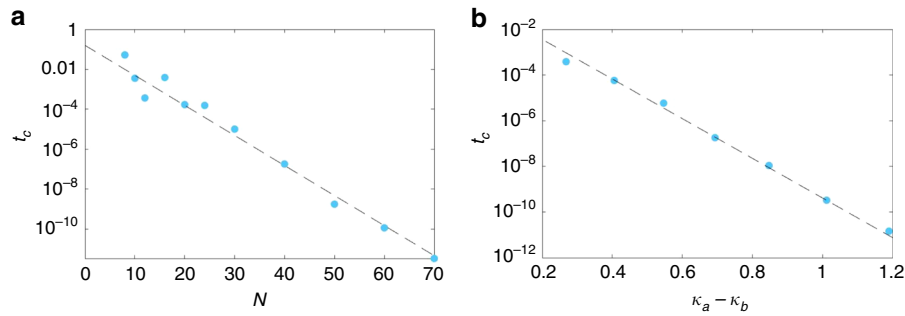 a
1
0.01
10⁻⁴
10⁻⁶
10⁻⁸
10⁻¹⁰
t_c
0 10 20 30 40 50 60 70
N
b
10⁻²
10⁻⁴
10⁻⁶
10⁻⁸
10⁻¹⁰
10⁻¹²
t_c
0.2 0.4 0.6 0.8 1 1.2
κ_a – κ_b